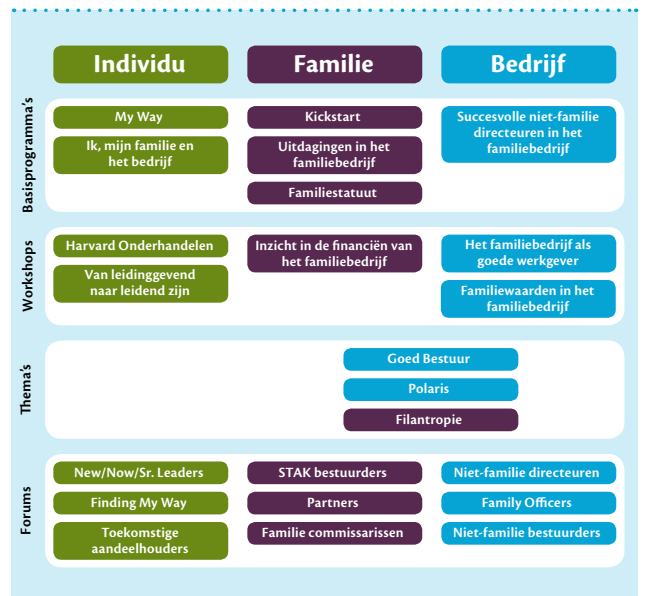 Individu
Familie
Bedrijf
Basisprogramma's
My Way
Ik, mijn familie en
het bedrijf
Kickstart
Uitdagingen in het
familiebedrijf
Familiestatuut
Succesvolle niet-familie
directeuren in het
familiebedrijf
Workshops
Harvard Onderhandelen
Van leidinggevend
naar leidend zijn
Inzicht in de financiën van
het familiebedrijf
Het familiebedrijf als
goede werkgever
Familiewaarden in het
familiebedrijf
Thema's
Goed Bestuur
Polaris
Filantropie
Forums
New/Now/Sr. Leaders
Finding My Way
Toekomstige
aandeelhouders
STAK bestuurders
Partners
Familie commissarissen
Niet-familie directeuren
Family Officers
Niet-familie bestuurders